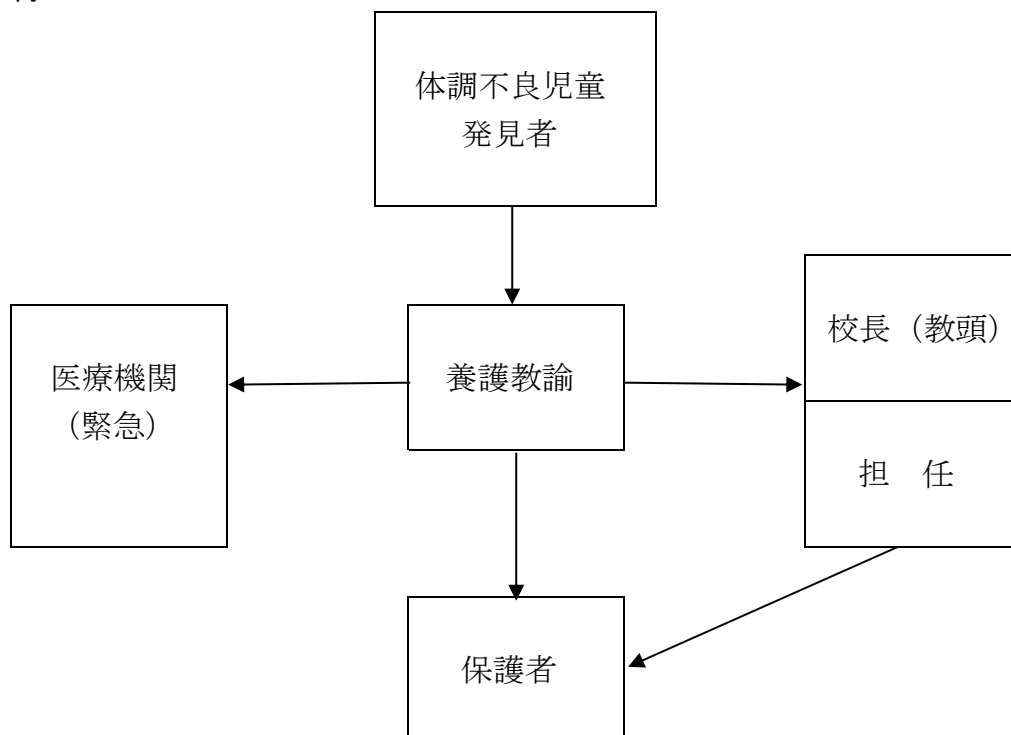 体調不良児童
発見者
校長（教頭）
医療機関
（緊急）
養護教諭
担　任
保護者